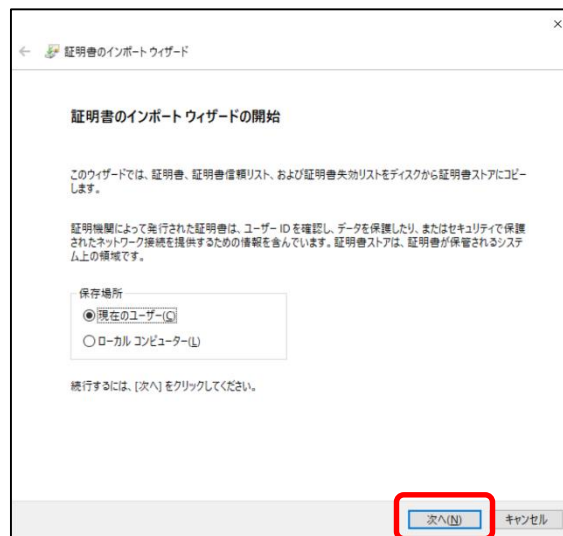 証明書のインポート ウィザード
証明書のインポート ウィザードの開始
このウィザードでは、証明書、証明書信頼リスト、および証明書失効リストをディスクから証明書ストアにコピー
します。
証明機関によって発行された証明書は、ユーザー ID を確認し、データを保護したり、またはセキュリティで保護
されたネットワーク接続を提供するための情報を含んでいます。証明書ストアは、証明書が保管されるシステ
ム上の領域です。
保存場所
現在のユーザー(C)
ローカル コンピューター(L)
続行するには、[次へ] をクリックしてください。
次へ(N) キャンセル